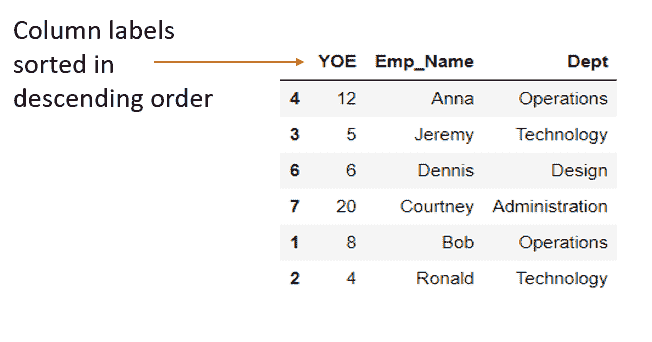 Column labels
sorted in
descending order
YOE Emp_Name Dept
4 12 Anna Operations
3 5 Jeremy Technology
6 6 Dennis Design
7 20 Courtney Administration
1 8 Bob Operations
2 4 Ronald Technology